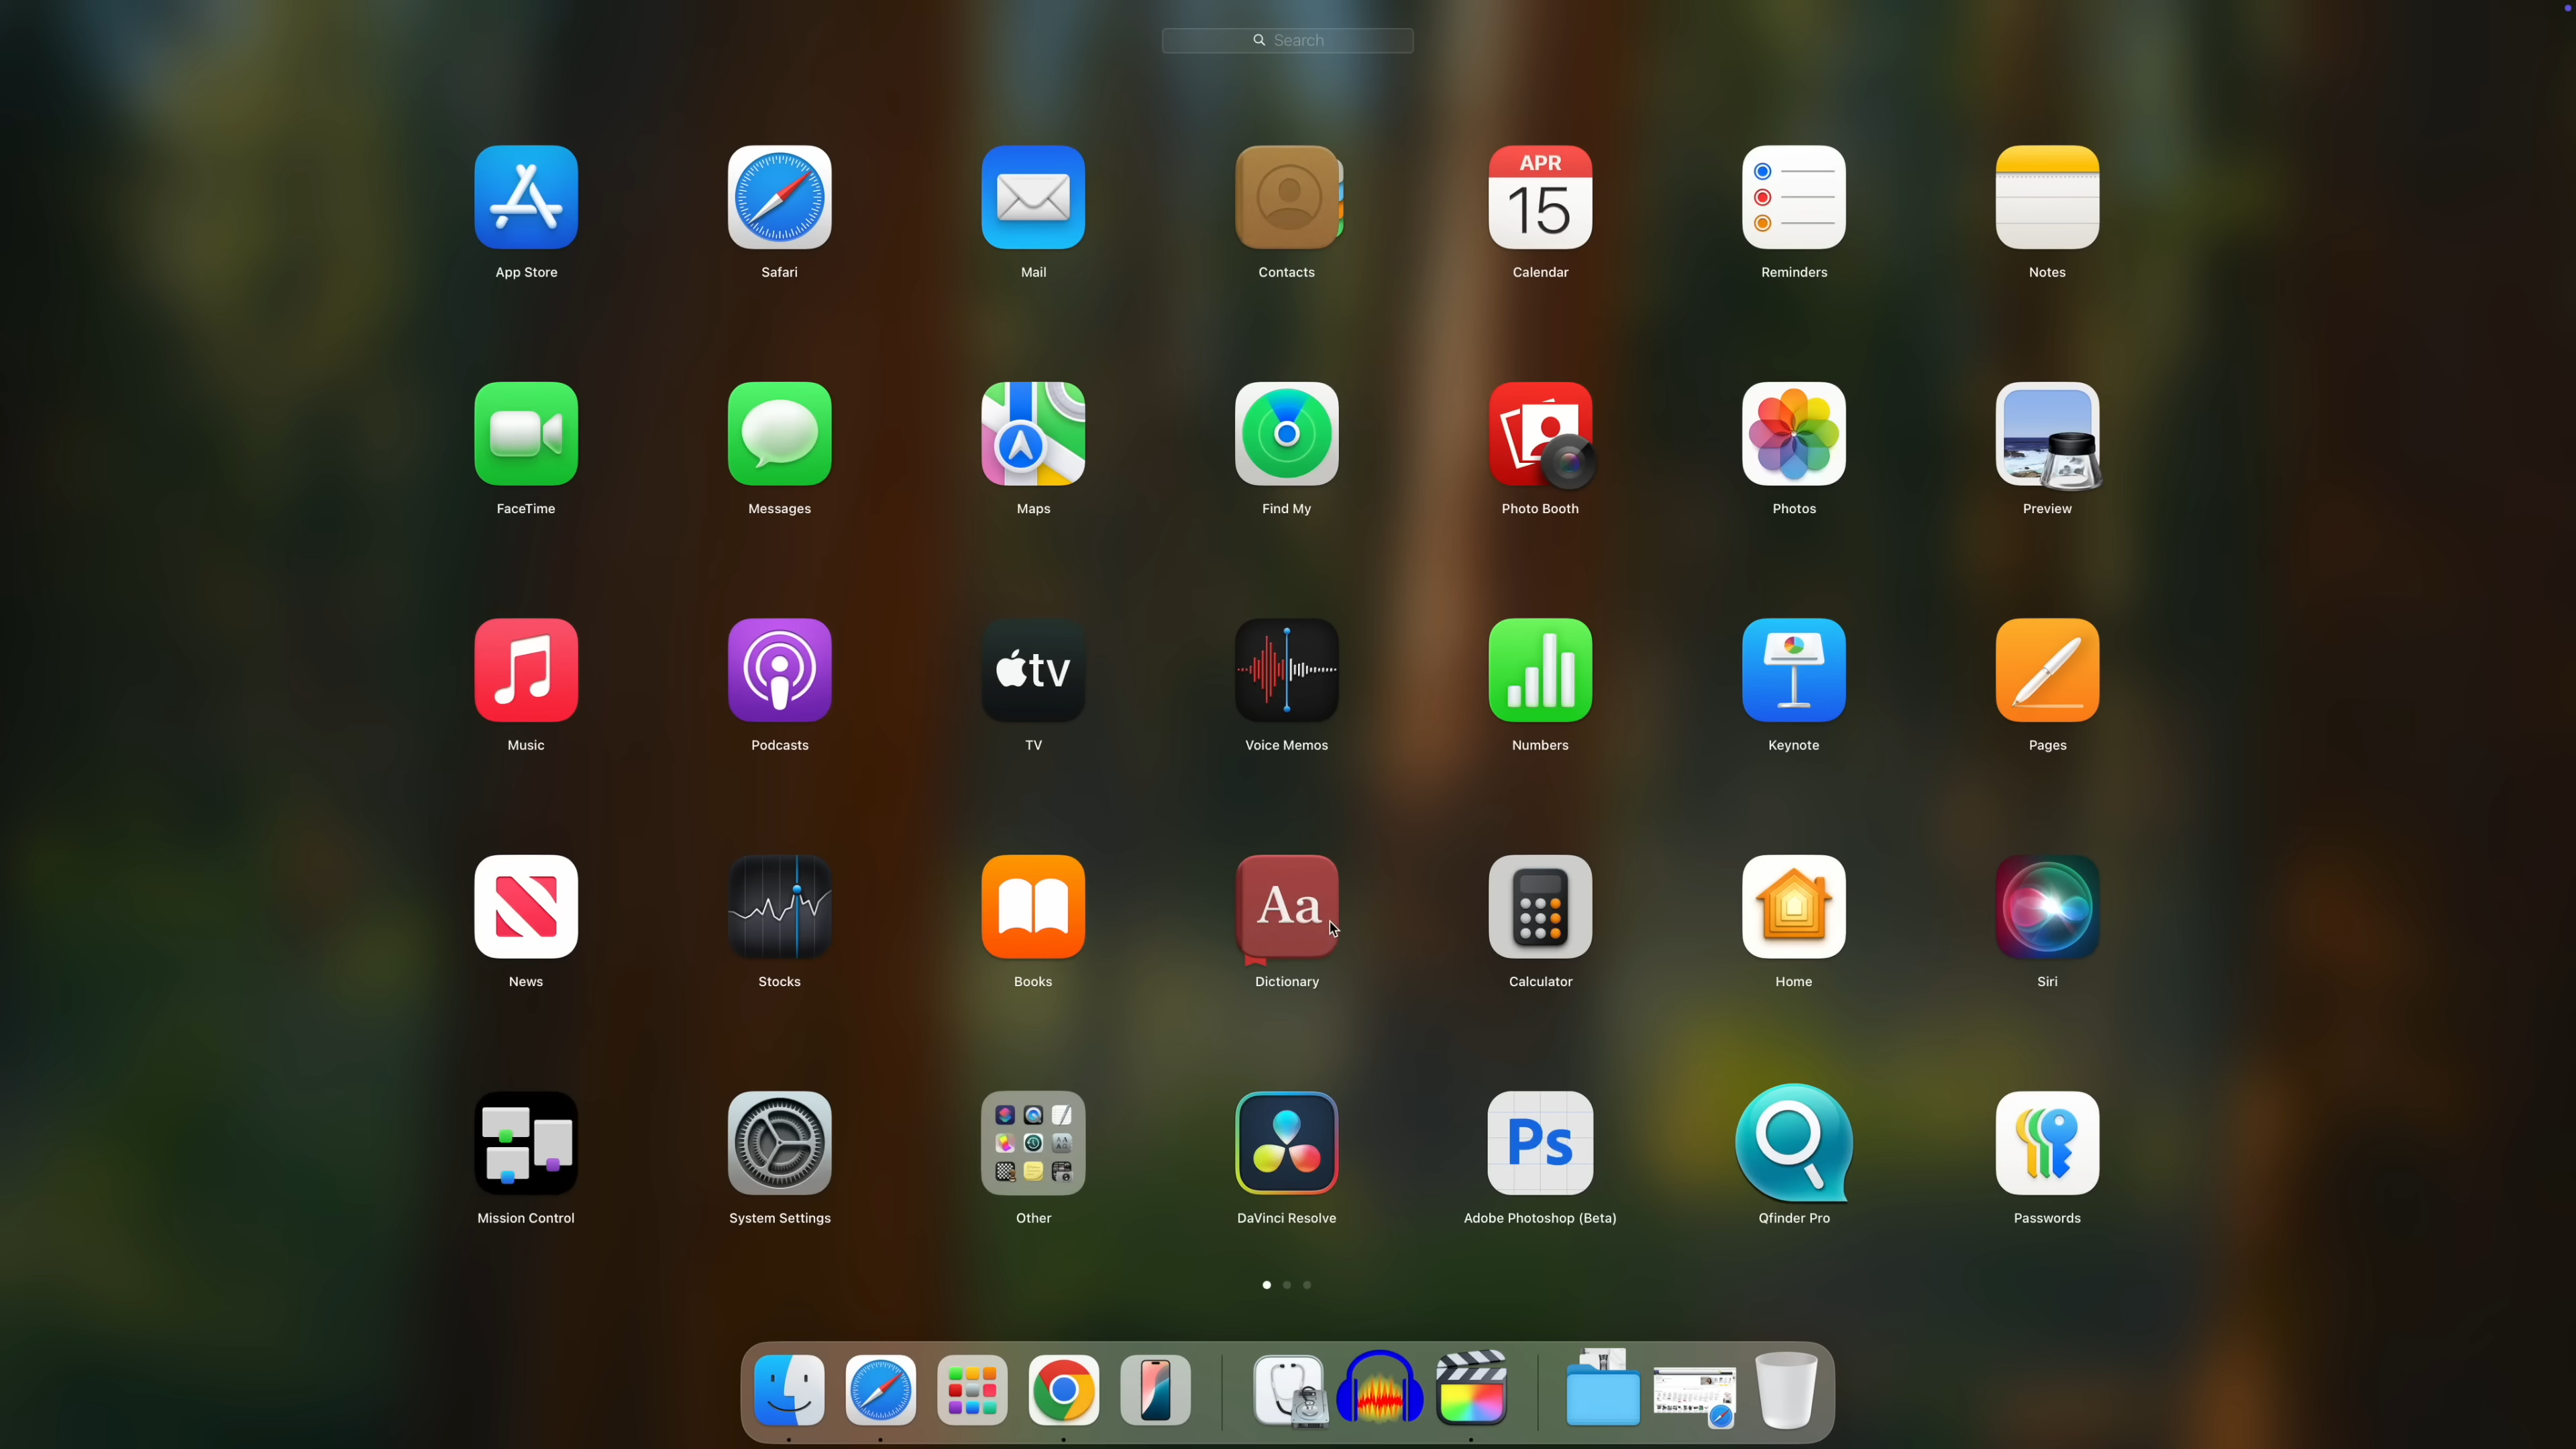 Search
APR
15
App Store
Safari
Mail
Contacts
Calendar
Reminders
Notes
FaceTime
Messages
Maps
Find My
Photo Booth
Photos
Preview
tv
Music
Podcasts
TV
Voice Memos
Numbers
Keynote
Pages
Aa
News
Stocks
Books
Dictionary
Calculator
Home
Siri
Ps
Mission Control
System Settings
Other
DaVinci Resolve
Adobe Photoshop (Beta)
Qfinder Pro
Passwords